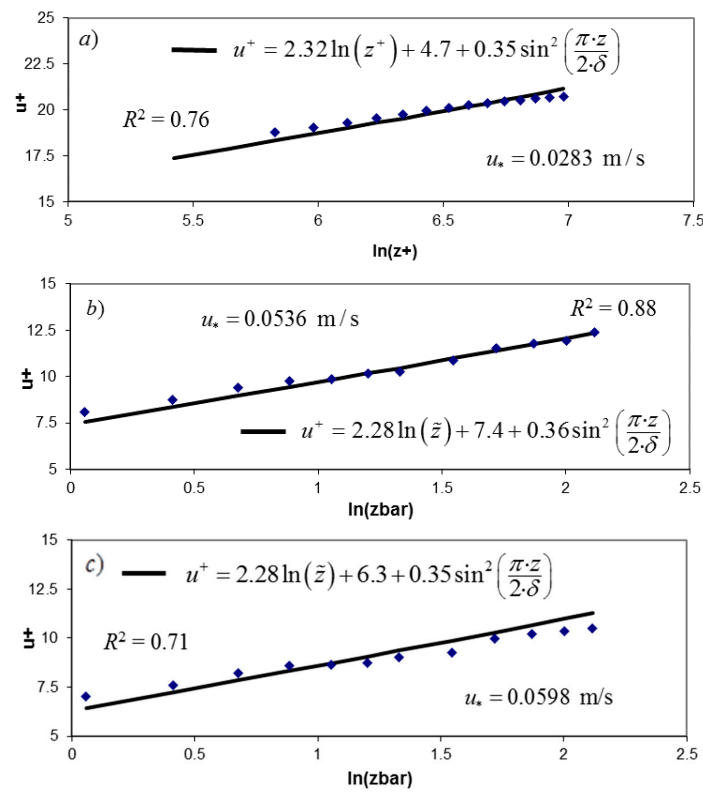 25
22.5
20
17.5
15
u+
a)
u⁺ = 2.32 ln(z⁺) + 4.7 + 0.35 sin²(π·z / 2·δ)
R² = 0.76
u* = 0.0283 m/s
5 5.5 6 6.5 7 7.5
ln(z+)
15
12.5
10
7.5
5
u+
b)
u* = 0.0536 m/s
R² = 0.88
u⁺ = 2.28 ln(z̃) + 7.4 + 0.36 sin²(π·z / 2·δ)
0 0.5 1 1.5 2 2.5
ln(zbar)
15
12.5
10
7.5
5
u+
c)
u⁺ = 2.28 ln(z̃) + 6.3 + 0.35 sin²(π·z / 2·δ)
R² = 0.71
u* = 0.0598 m/s
0 0.5 1 1.5 2 2.5
ln(zbar)